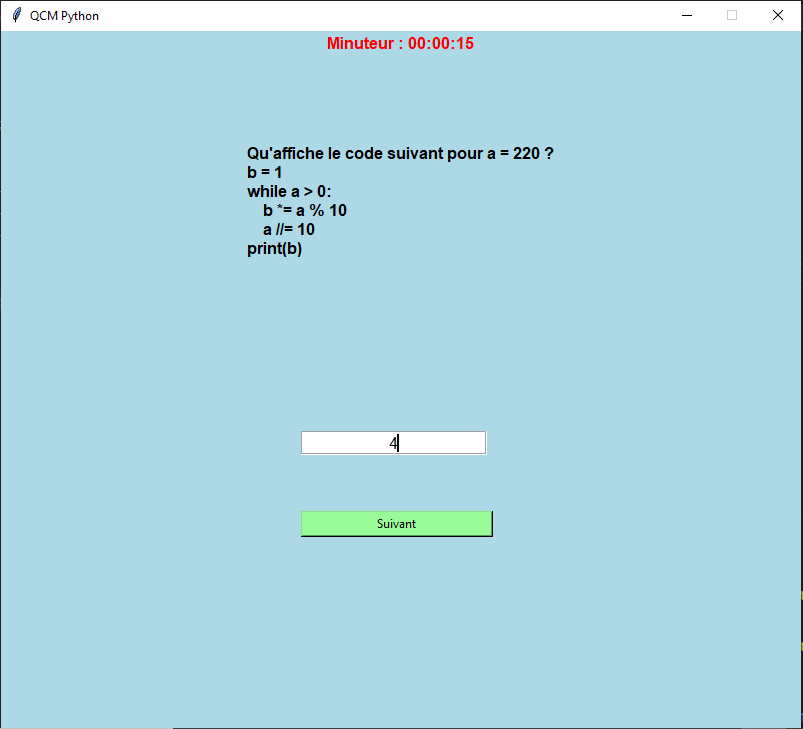 QCM Python
Minuteur : 00:00:15
Qu'affiche le code suivant pour a = 220 ?
b = 1
while a > 0:
    b *= a % 10
    a //= 10
print(b)
4
Suivant